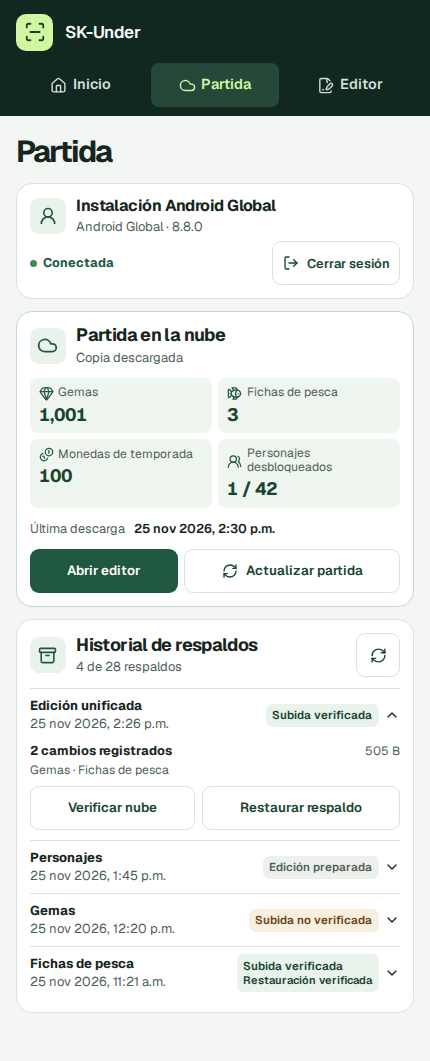 SK-Under
Inicio
Partida
Editor
Partida
Instalación Android Global
Android Global · 8.8.0
Conectada
Cerrar sesión
Partida en la nube
Copia descargada
Gemas
1,001
Fichas de pesca
3
Monedas de temporada
100
Personajes
desbloqueados
1 / 42
Última descarga 25 nov 2026, 2:30 p.m.
Abrir editor
Actualizar partida
Historial de respaldos
4 de 28 respaldos
Edición unificada
25 nov 2026, 2:26 p.m.
Subida verificada
2 cambios registrados
505 B
Gemas · Fichas de pesca
Verificar nube
Restaurar respaldo
Personajes
25 nov 2026, 1:45 p.m.
Edición preparada
Gemas
25 nov 2026, 12:20 p.m.
Subida no verificada
Fichas de pesca
25 nov 2026, 11:21 a.m.
Subida verificada
Restauración verificada